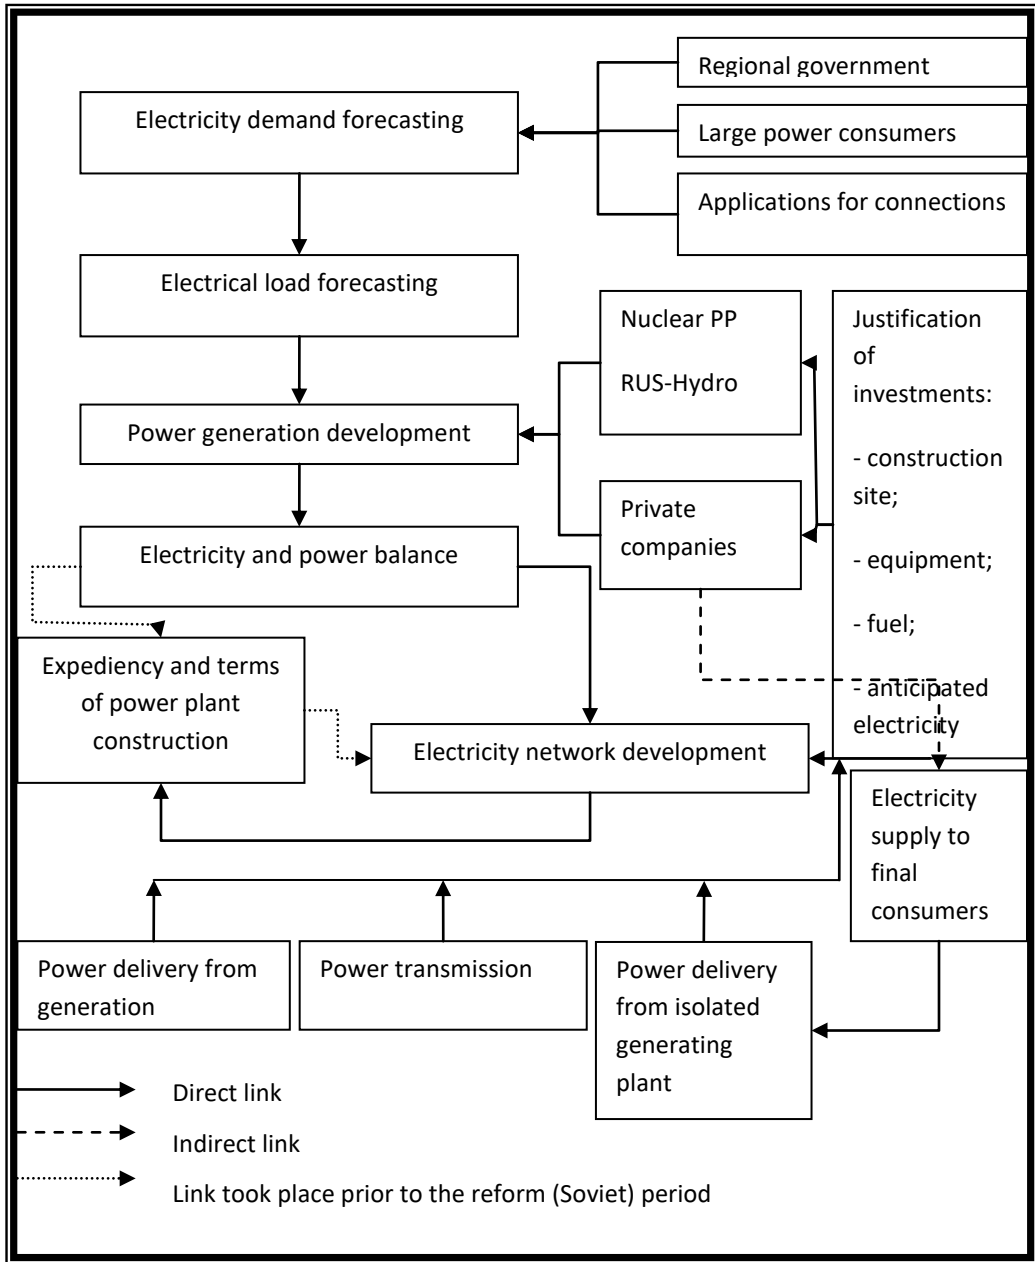 Regional government
Electricity demand forecasting
Large power consumers
Applications for connections
Electrical load forecasting
Nuclear PP
RUS-Hydro
Justification
of
investments:
- construction
site;
- equipment;
- fuel;
- anticipated
electricity
Power generation development
Private
companies
Electricity and power balance
Expediency and terms
of power plant
construction
Electricity network development
Electricity
supply to
final
consumers
Power delivery from
generation
Power transmission
Power delivery
from isolated
generating
plant
Direct link
Indirect link
Link took place prior to the reform (Soviet) period